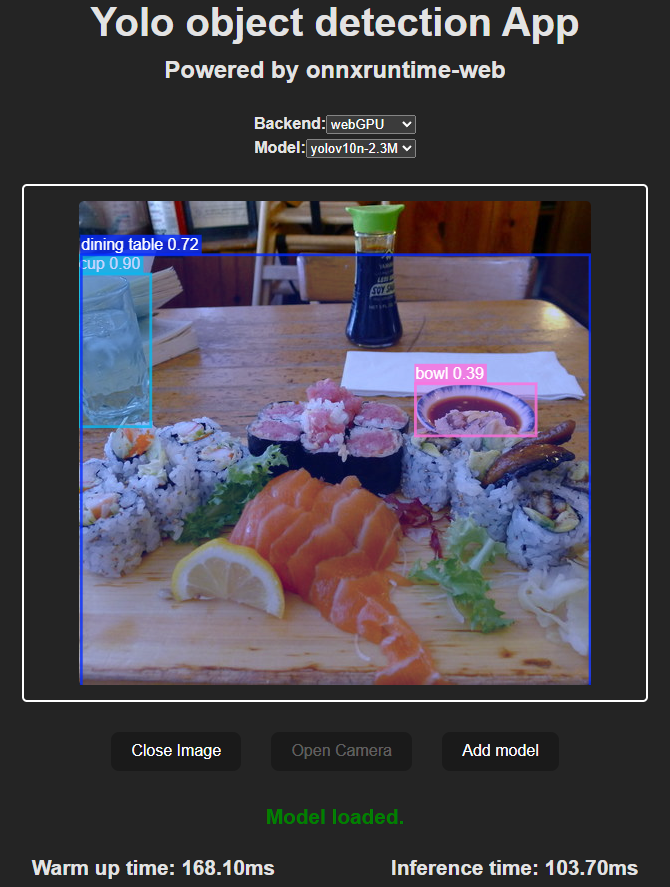 Yolo object detection App
Powered by onnxruntime-web
Backend: webGPU
Model: yolov10n-2.3M
dining table 0.72
cup 0.90
SOY
bowl 0.39
Close Image Open Camera Add model
Model loaded.
Warm up time: 168.10ms Inference time: 103.70ms